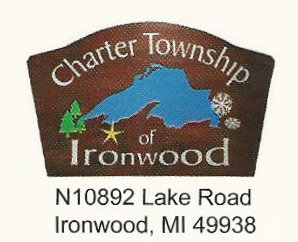 Charter Township
of
Ironwood
N10892 Lake Road
Ironwood, MI 49938